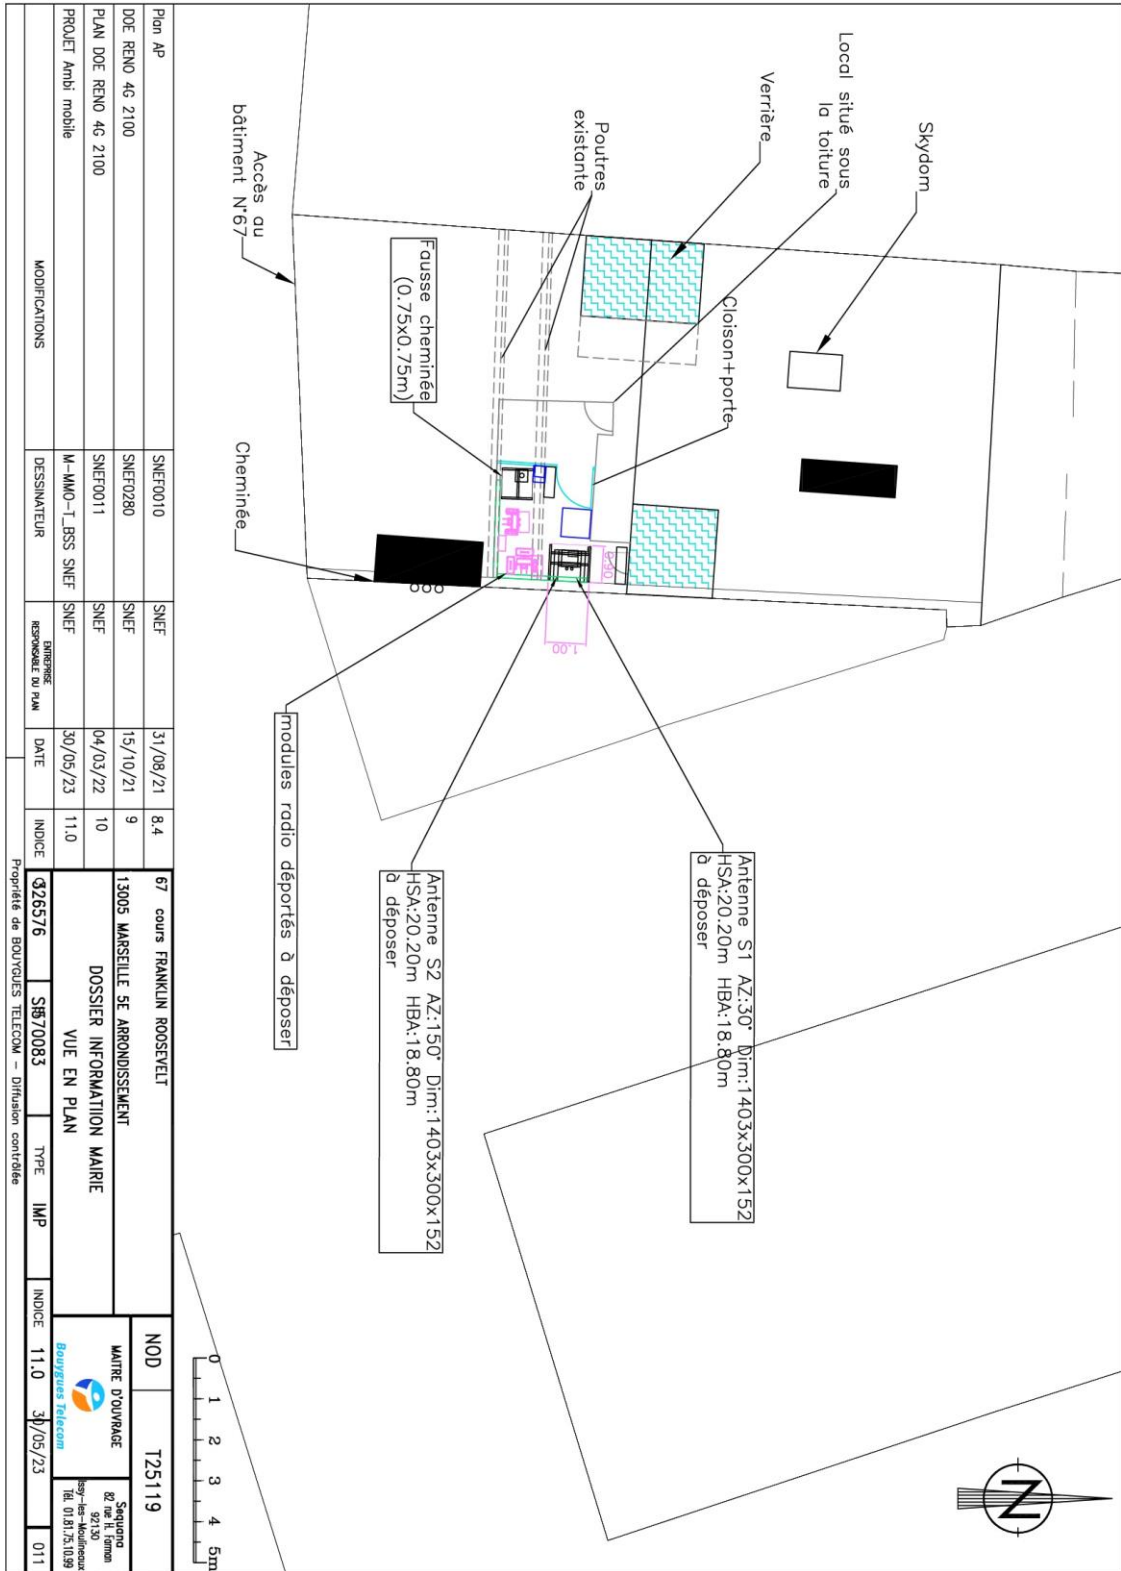 Skydom
Local situé sous
la toiture
Verrière
Cloison+porte
Poutres
existante
Fausse cheminée
(0.75x0.75m)
Accès au
bâtiment N°67
Cheminée
0.90
1.00
Antenne S1 AZ:30° Dim:1403x300x152
HSA:20.20m HBA:18.80m
à déposer
Antenne S2 AZ:150° Dim:1403x300x152
HSA:20.20m HBA:18.80m
à déposer
modules radio déportés à déposer
N
0 1 2 3 4 5m
Plan AP SNEF0010 SNEF 31/08/21 8.4
DOE RENO 4G 2100 SNEF0280 SNEF 15/10/21 9
PLAN DOE RENO 4G 2100 SNEF0011 SNEF 04/03/22 10
PROJET Ambi mobile M-MMO-T_BSS SNEF SNEF 30/05/23 11.0
MODIFICATIONS DESSINATEUR ENTREPRISE RESPONSABLE DU PLAN DATE INDICE
67 cours FRANKLIN ROOSEVELT
13005 MARSEILLE 5E ARRONDISSEMENT
DOSSIER INFORMATIION MAIRIE
VUE EN PLAN
NOD T25119
MAITRE D'OUVRAGE
Bouygues Telecom
Sequana
82 rue H. Farman
92130
Issy-les-Moulineaux
Tél. 01.81.75.10.99
326576 570083 TYPE IMP INDICE 11.0 30/05/23 011
Propriété de BOUYGUES TELECOM - Diffusion contrôlée